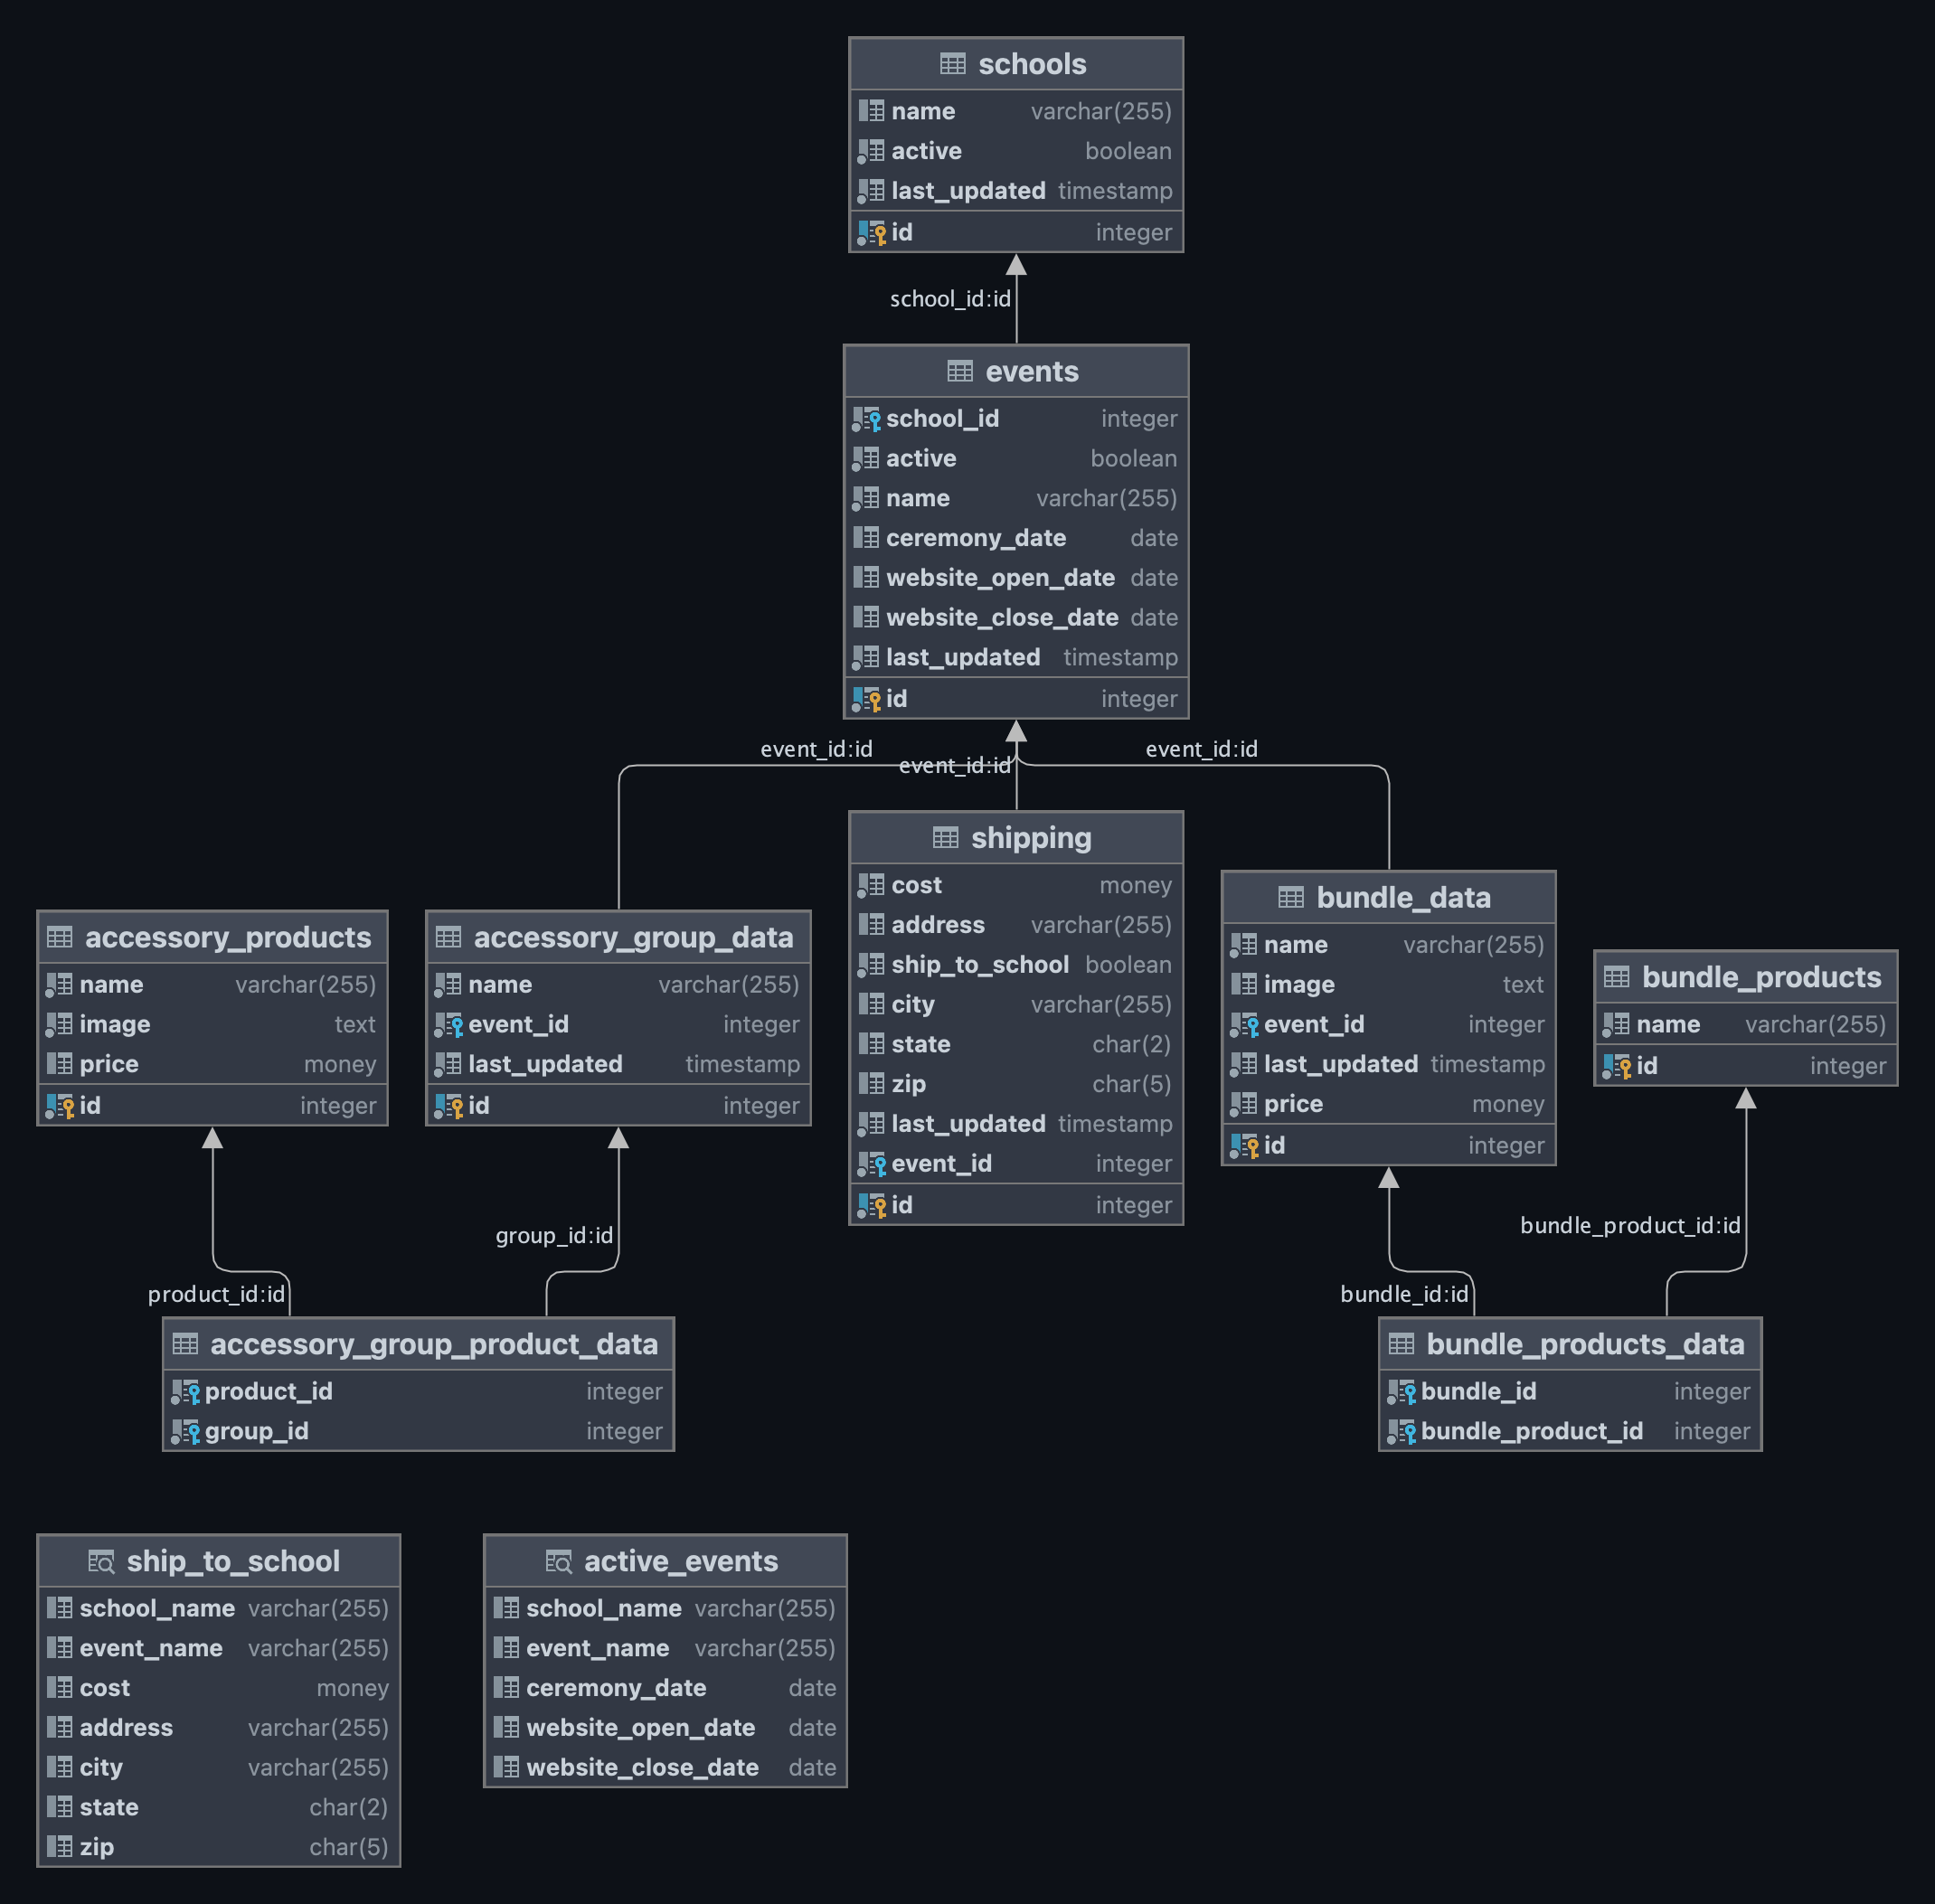 schools
name varchar(255)
active boolean
last_updated timestamp
id integer
school_id:id
events
school_id integer
active boolean
name varchar(255)
ceremony_date date
website_open_date date
website_close_date date
last_updated timestamp
id integer
event_id:id
event_id:id
event_id:id
accessory_products
name varchar(255)
image text
price money
id integer
accessory_group_data
name varchar(255)
event_id integer
last_updated timestamp
id integer
shipping
cost money
address varchar(255)
ship_to_school boolean
city varchar(255)
state char(2)
zip char(5)
last_updated timestamp
event_id integer
id integer
bundle_data
name varchar(255)
image text
event_id integer
last_updated timestamp
price money
id integer
bundle_products
name varchar(255)
id integer
product_id:id
group_id:id
bundle_id:id
bundle_product_id:id
accessory_group_product_data
product_id integer
group_id integer
bundle_products_data
bundle_id integer
bundle_product_id integer
ship_to_school
school_name varchar(255)
event_name varchar(255)
cost money
address varchar(255)
city varchar(255)
state char(2)
zip char(5)
active_events
school_name varchar(255)
event_name varchar(255)
ceremony_date date
website_open_date date
website_close_date date